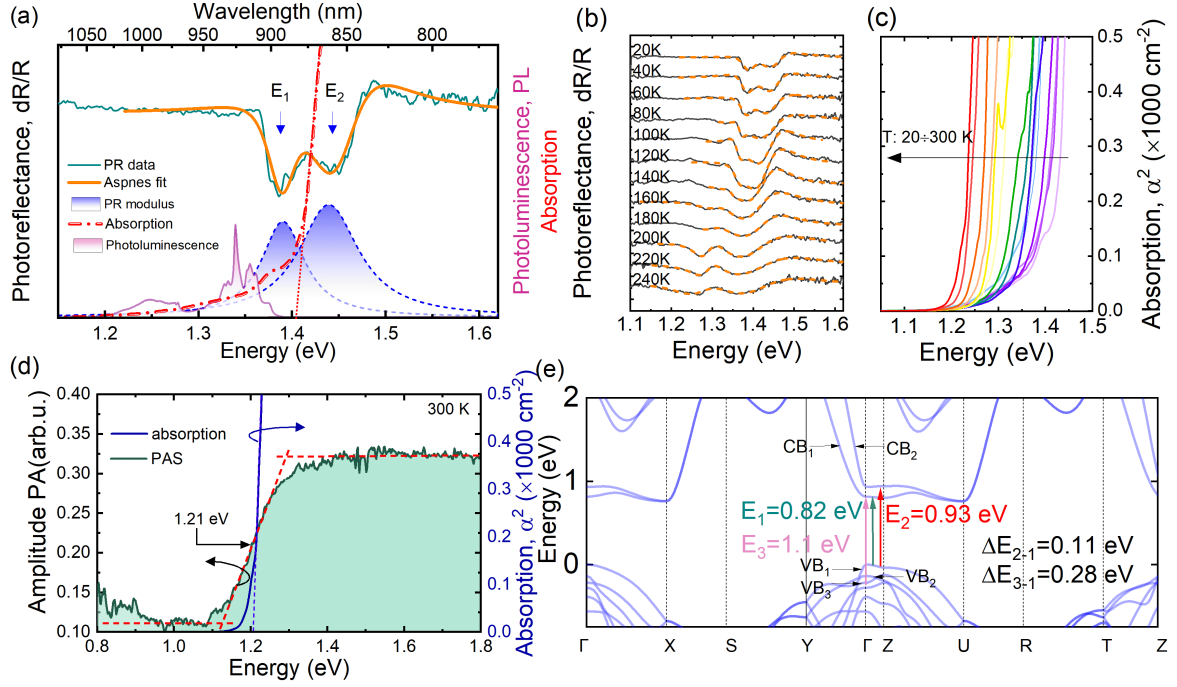 (a)
Wavelength (nm)
1050 1000 950 900 850 800
Photoreflectance, dR/R
E1
E2
PR data
Aspnes fit
PR modulus
Absorption
Photoluminescence
1.2 1.3 1.4 1.5 1.6
Energy (eV)
Photoluminescence, PL
Absorption
(b)
Photoreflectance, dR/R
20K
40K
60K
80K
100K
120K
140K
160K
180K
200K
220K
240K
1.1 1.2 1.3 1.4 1.5 1.6
Energy (eV)
(c)
T: 20÷300 K
0.5
0.4
0.3
0.2
0.1
0.0
Absorption, α² (×1000 cm⁻²)
1.1 1.2 1.3 1.4 1.5
Energy (eV)
(d)
Amplitude PA(arb.u.)
0.40
0.35
0.30
0.25
0.20
0.15
0.10
300 K
absorption
PAS
1.21 eV
0.5
0.4
0.3
0.2
0.1
0.0
Absorption, α² (×1000 cm⁻²)
0.8 1.0 1.2 1.4 1.6 1.8
Energy (eV)
(e)
Energy (eV)
2
1
0
CB1
CB2
E1=0.82 eV
E2=0.93 eV
E3=1.1 eV
ΔE2-1=0.11 eV
ΔE3-1=0.28 eV
VB1
VB2
VB3
Γ X S Y Γ Z U R T Z